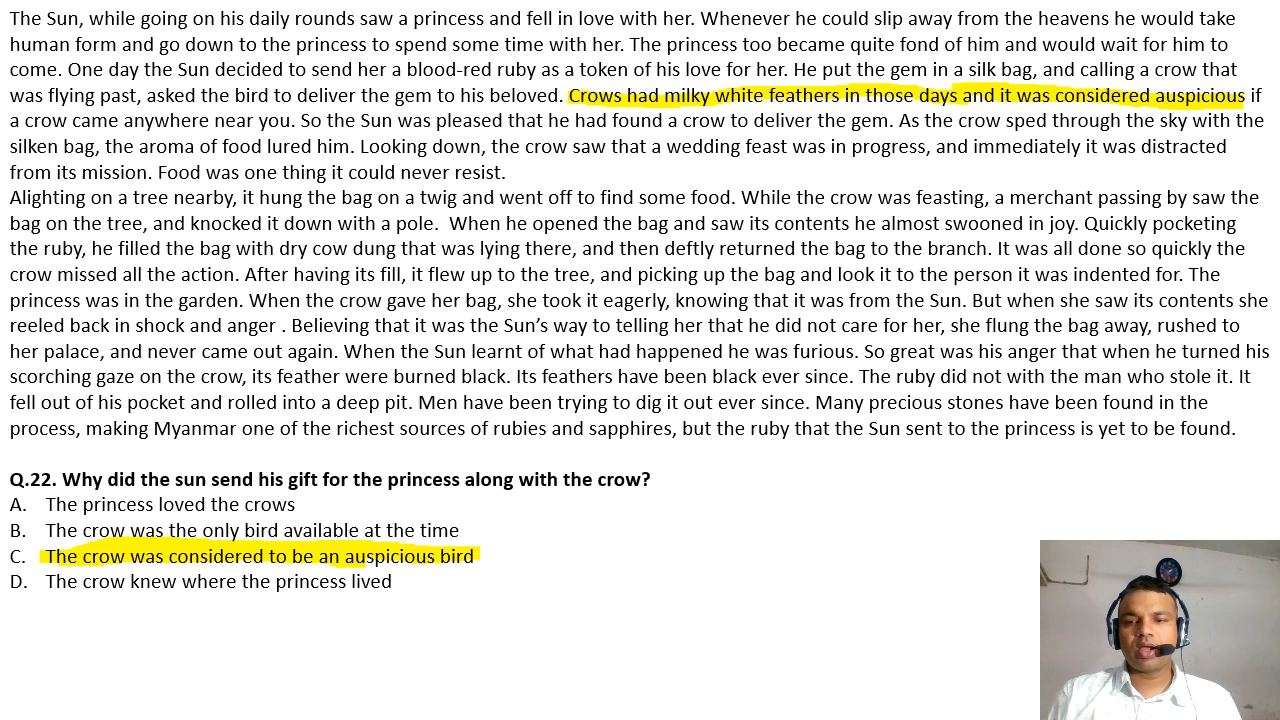 The Sun, while going on his daily rounds saw a princess and fell in love with her. Whenever he could slip away from the heavens he would take
human form and go down to the princess to spend some time with her. The princess too became quite fond of him and would wait for him to
come. One day the Sun decided to send her a blood-red ruby as a token of his love for her. He put the gem in a silk bag, and calling a crow that
was flying past, asked the bird to deliver the gem to his beloved. Crows had milky white feathers in those days and it was considered auspicious if
a crow came anywhere near you. So the Sun was pleased that he had found a crow to deliver the gem. As the crow sped through the sky with the
silken bag, the aroma of food lured him. Looking down, the crow saw that a wedding feast was in progress, and immediately it was distracted
from its mission. Food was one thing it could never resist.
Alighting on a tree nearby, it hung the bag on a twig and went off to find some food. While the crow was feasting, a merchant passing by saw the
bag on the tree, and knocked it down with a pole.  When he opened the bag and saw its contents he almost swooned in joy. Quickly pocketing
the ruby, he filled the bag with dry cow dung that was lying there, and then deftly returned the bag to the branch. It was all done so quickly the
crow missed all the action. After having its fill, it flew up to the tree, and picking up the bag and look it to the person it was indented for. The
princess was in the garden. When the crow gave her bag, she took it eagerly, knowing that it was from the Sun. But when she saw its contents she
reeled back in shock and anger . Believing that it was the Sun’s way to telling her that he did not care for her, she flung the bag away, rushed to
her palace, and never came out again. When the Sun learnt of what had happened he was furious. So great was his anger that when he turned his
scorching gaze on the crow, its feather were burned black. Its feathers have been black ever since. The ruby did not with the man who stole it. It
fell out of his pocket and rolled into a deep pit. Men have been trying to dig it out ever since. Many precious stones have been found in the
process, making Myanmar one of the richest sources of rubies and sapphires, but the ruby that the Sun sent to the princess is yet to be found.
Q.22. Why did the sun send his gift for the princess along with the crow?
A. The princess loved the crows
B. The crow was the only bird available at the time
C. The crow was considered to be an auspicious bird
D. The crow knew where the princess lived